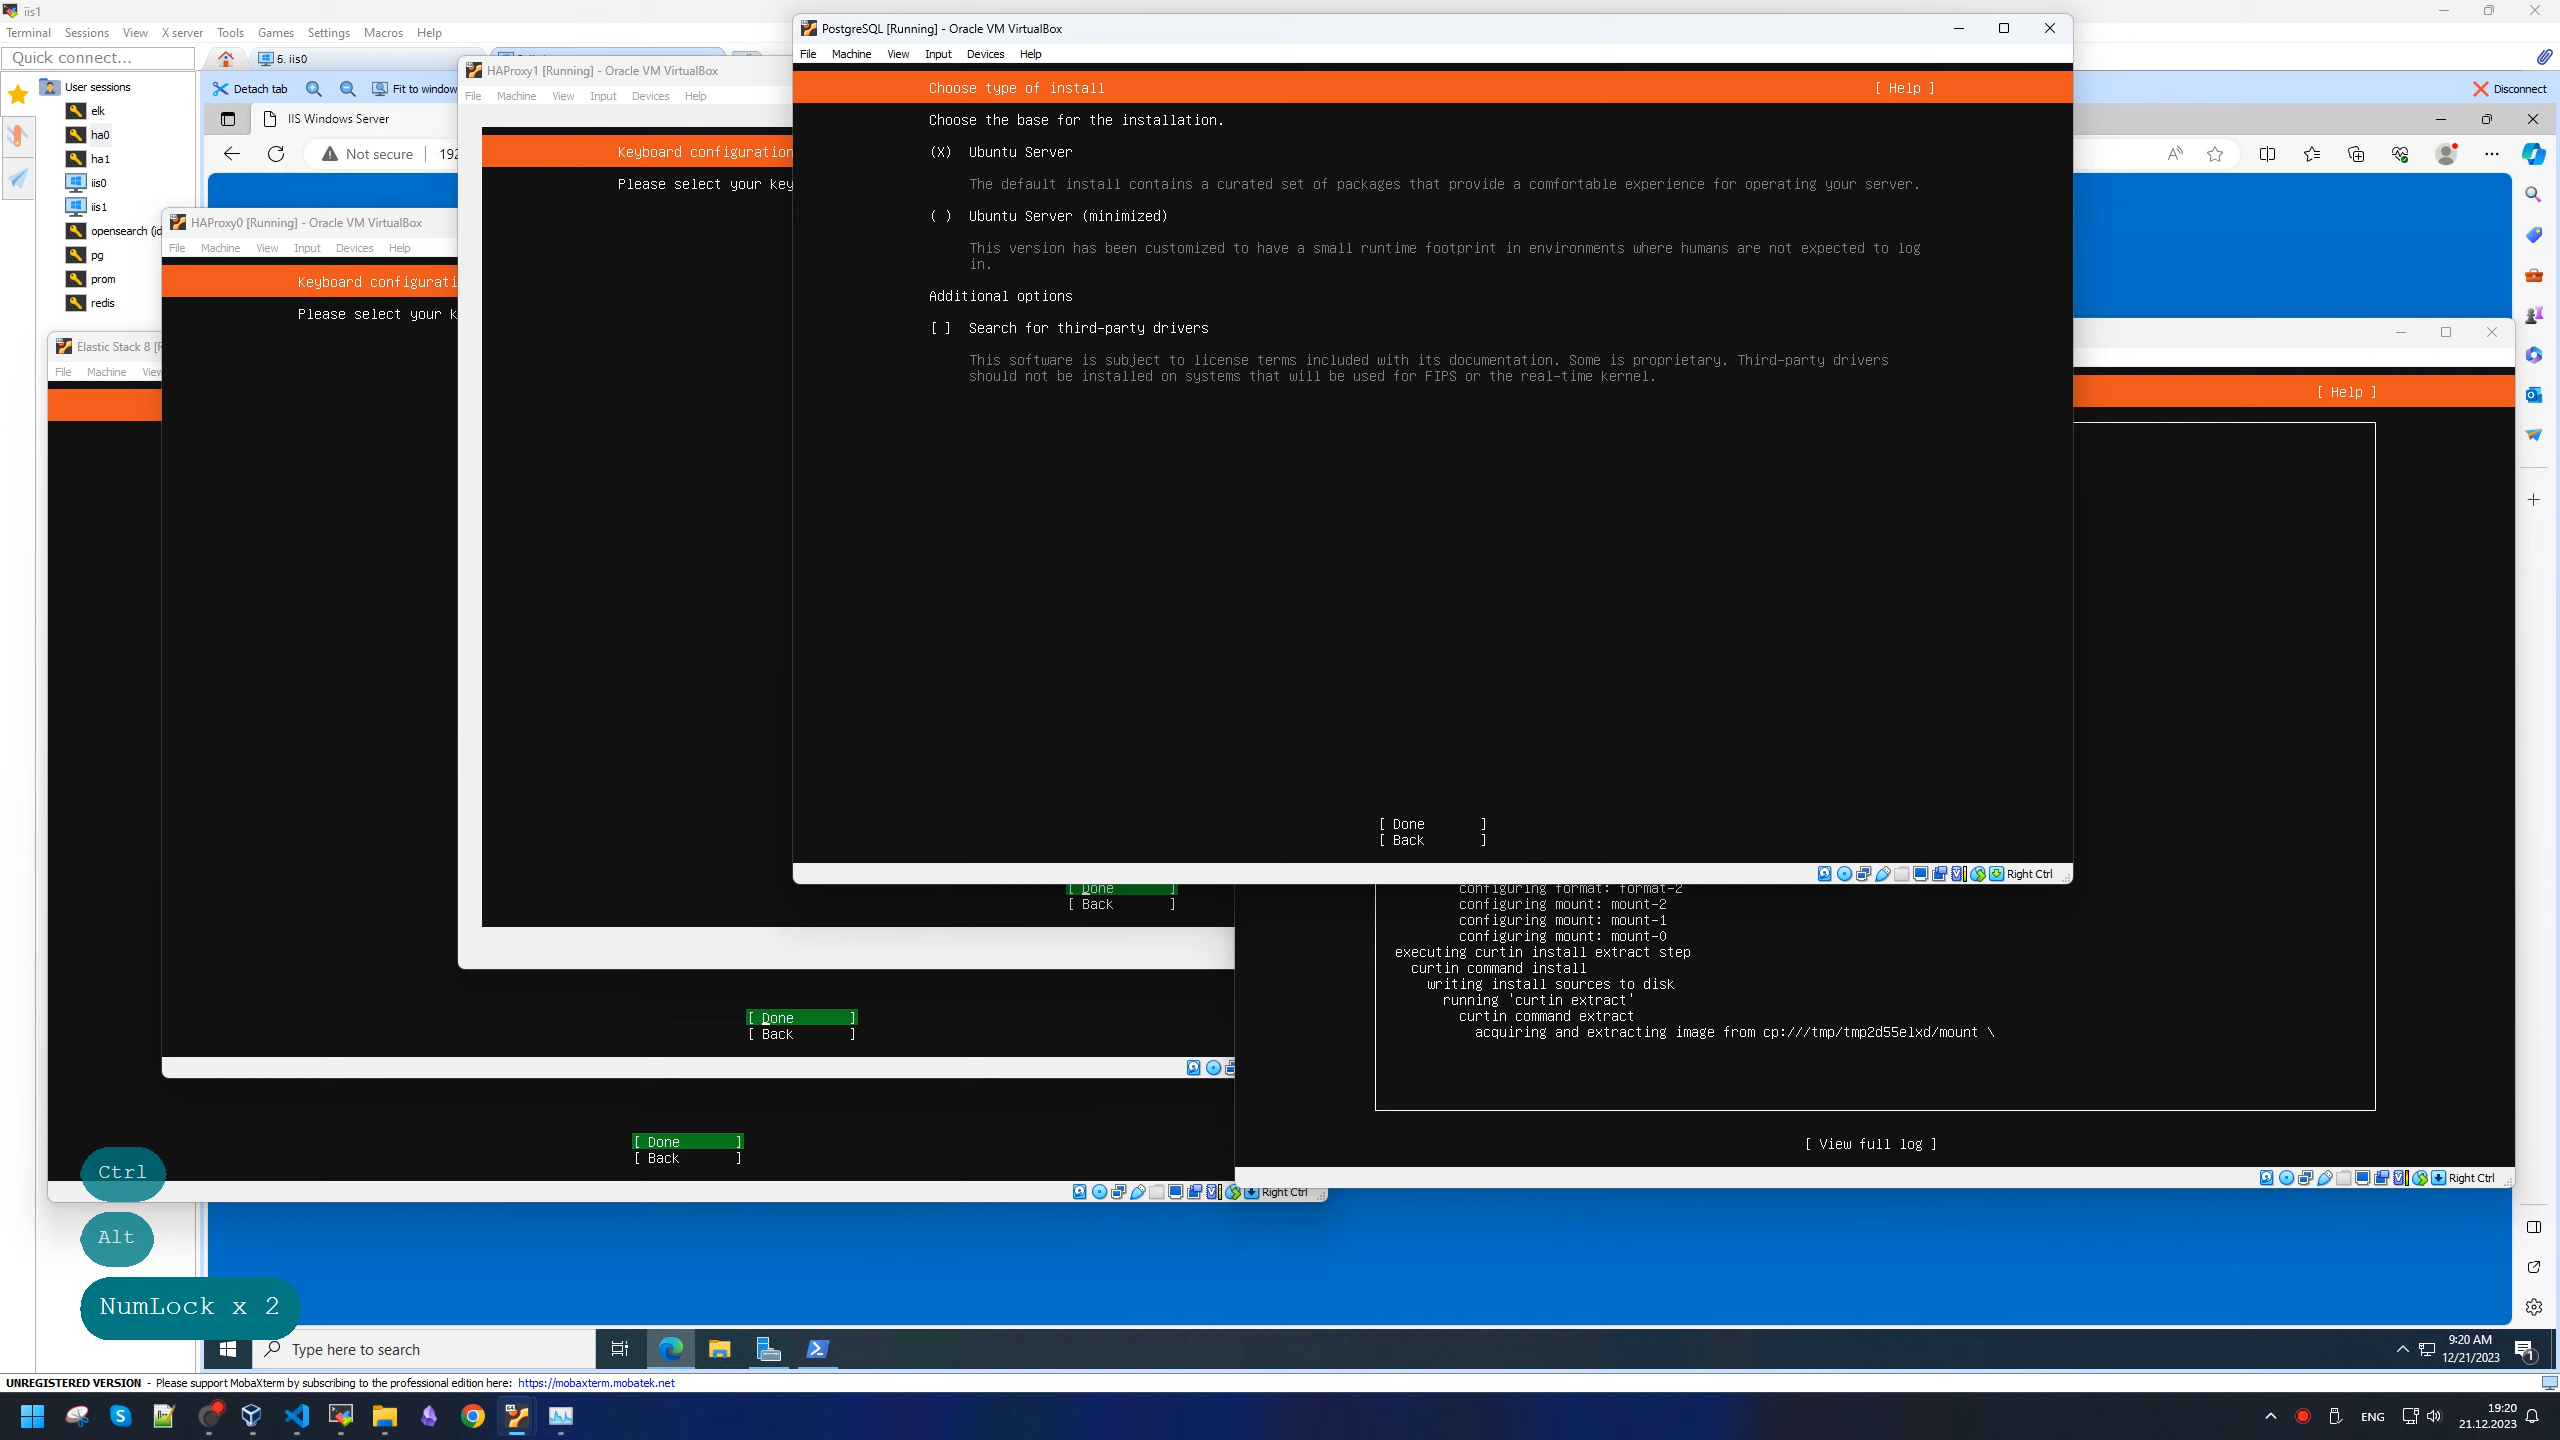 iis1
Terminal Sessions View X server Tools Games Settings Macros Help
Quick connect...
5. iis0
User sessions
elk
ha0
ha1
iis0
iis1
opensearch (id
pg
prom
redis
Detach tab
Fit to window
Disconnect
IIS Windows Server
Not secure
192
PostgreSQL [Running] - Oracle VM VirtualBox
File Machine View Input Devices Help
Choose type of install [ Help ]
Choose the base for the installation.
(X) Ubuntu Server
The default install contains a curated set of packages that provide a comfortable experience for operating your server.
( ) Ubuntu Server (minimized)
This version has been customized to have a small runtime footprint in environments where humans are not expected to log
in.
Additional options
[ ] Search for third-party drivers
This software is subject to license terms included with its documentation. Some is proprietary. Third-party drivers
should not be installed on systems that will be used for FIPS or the real-time kernel.
[ Done ]
[ Back ]
Right Ctrl
HAProxy1 [Running] - Oracle VM VirtualBox
File Machine View Input Devices Help
Keyboard configuration
Please select your key
[ Done ]
[ Back ]
HAProxy0 [Running] - Oracle VM VirtualBox
File Machine View Input Devices Help
Keyboard configurati
Please select your k
[ Done ]
[ Back ]
Elastic Stack 8 [R
File Machine View
[ Done ]
[ Back ]
Right Ctrl
[ Help ]
configuring format: format-2
configuring mount: mount-2
configuring mount: mount-1
configuring mount: mount-0
executing curtin install extract step
curtin command install
writing install sources to disk
running 'curtin extract'
curtin command extract
acquiring and extracting image from cp:///tmp/tmp2d55elxd/mount \
[ View full log ]
Right Ctrl
Ctrl
Alt
NumLock x 2
Type here to search
9:20 AM
12/21/2023
1
UNREGISTERED VERSION - Please support MobaXterm by subscribing to the professional edition here: https://mobaxterm.mobatek.net
ENG
19:20
21.12.2023